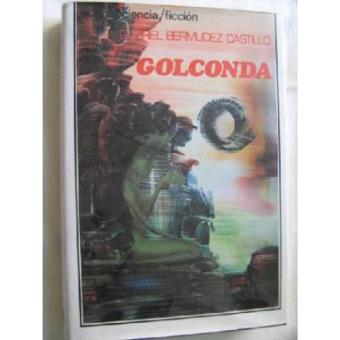 ciencia/ficción
BERMUDEZ CASTILLO
GOLCONDA